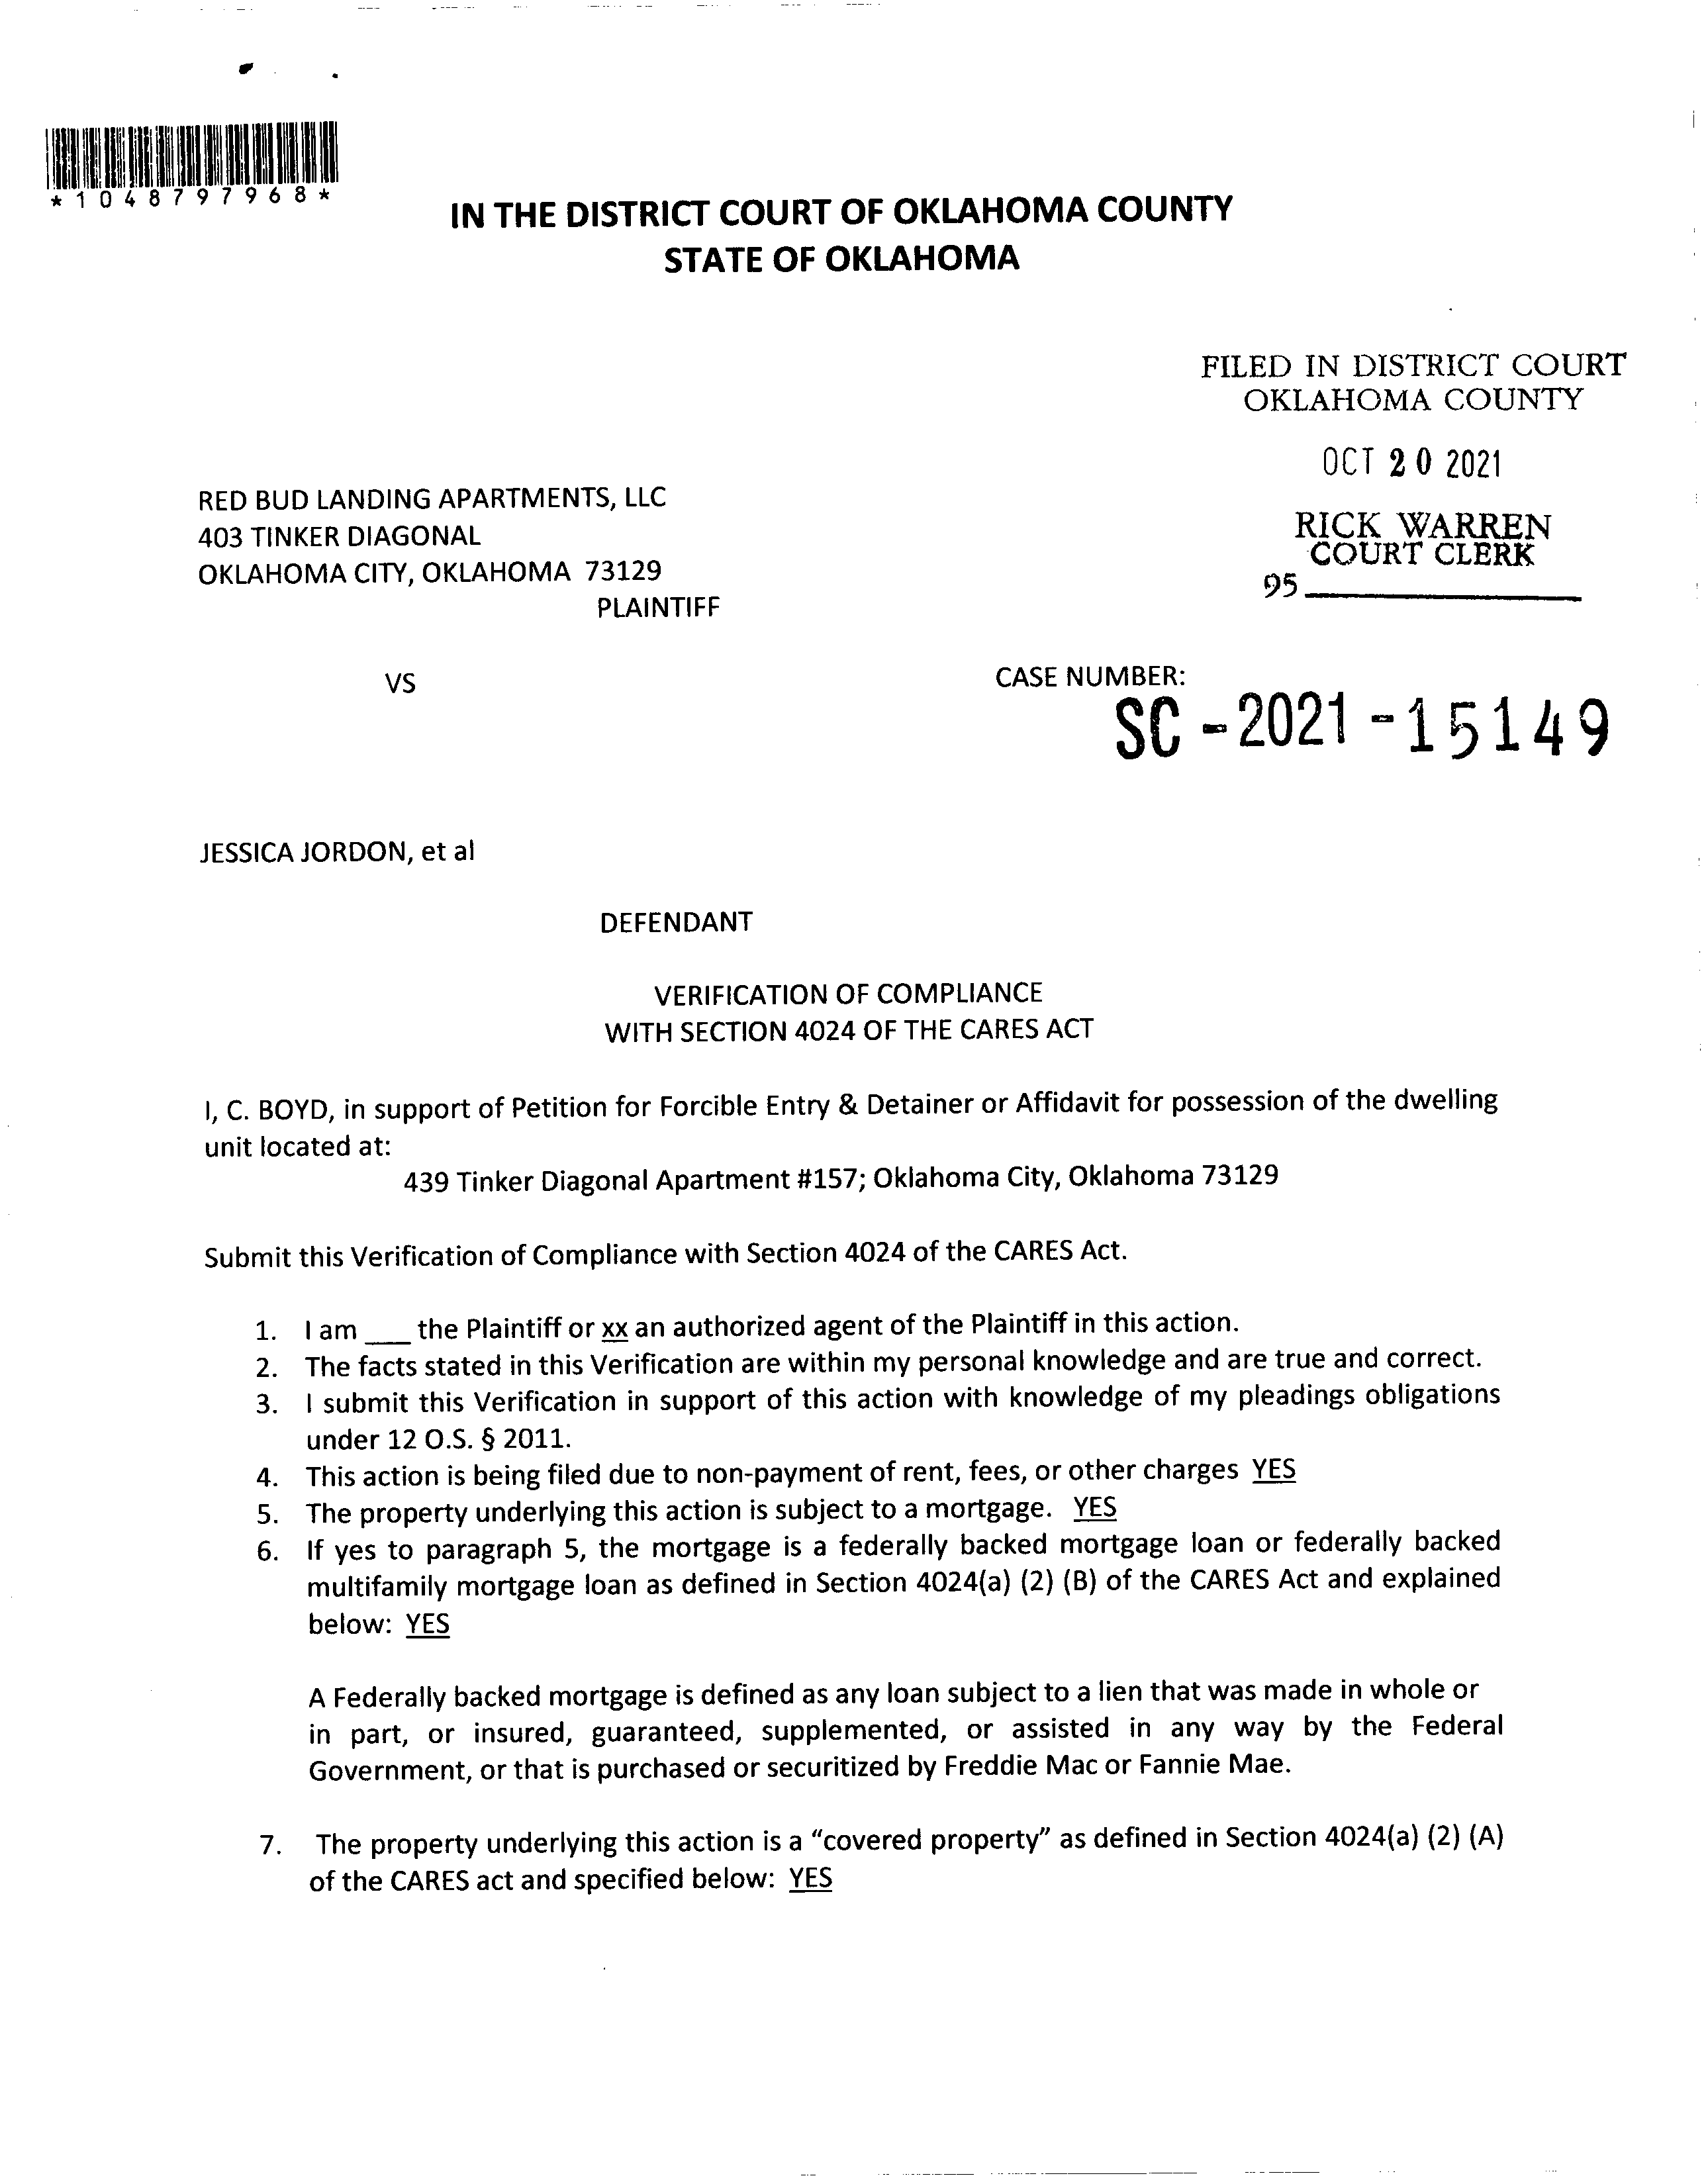 *1048797968*
IN THE DISTRICT COURT OF OKLAHOMA COUNTY
STATE OF OKLAHOMA
FILED IN DISTRICT COURT
OKLAHOMA COUNTY
OCT 20 2021
RICK WARREN
COURT CLERK
95 ____________
RED BUD LANDING APARTMENTS, LLC
403 TINKER DIAGONAL
OKLAHOMA CITY, OKLAHOMA 73129
PLAINTIFF
VS
CASE NUMBER:
SC - 2021 - 15149
JESSICA JORDON, et al
DEFENDANT
VERIFICATION OF COMPLIANCE
WITH SECTION 4024 OF THE CARES ACT
I, C. BOYD, in support of Petition for Forcible Entry & Detainer or Affidavit for possession of the dwelling
unit located at:
439 Tinker Diagonal Apartment #157; Oklahoma City, Oklahoma 73129
Submit this Verification of Compliance with Section 4024 of the CARES Act.
1. I am ___ the Plaintiff or xx an authorized agent of the Plaintiff in this action.
2. The facts stated in this Verification are within my personal knowledge and are true and correct.
3. I submit this Verification in support of this action with knowledge of my pleadings obligations
under 12 O.S. § 2011.
4. This action is being filed due to non-payment of rent, fees, or other charges YES
5. The property underlying this action is subject to a mortgage. YES
6. If yes to paragraph 5, the mortgage is a federally backed mortgage loan or federally backed
multifamily mortgage loan as defined in Section 4024(a) (2) (B) of the CARES Act and explained
below: YES
A Federally backed mortgage is defined as any loan subject to a lien that was made in whole or
in part, or insured, guaranteed, supplemented, or assisted in any way by the Federal
Government, or that is purchased or securitized by Freddie Mac or Fannie Mae.
7. The property underlying this action is a “covered property” as defined in Section 4024(a) (2) (A)
of the CARES act and specified below: YES